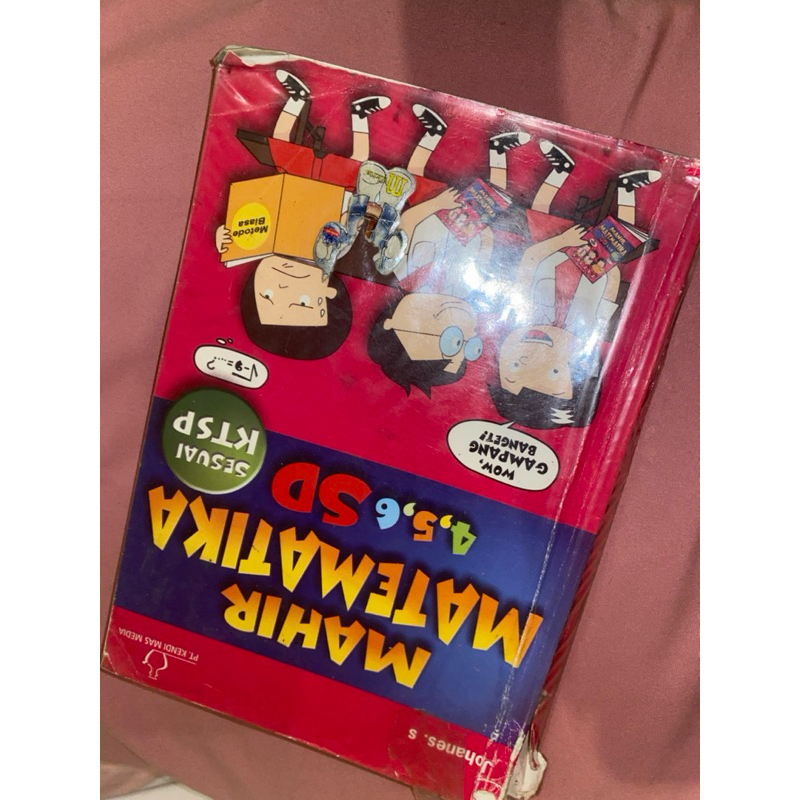 Johanes. S
PT. KENDI MAS MEDIA
MAHIR
MATEMATIKA
4,5,6 SD
SESUAI
KTSP
WOW,
GAMPANG
BANGET!
√-9=...?
Metode
Biasa